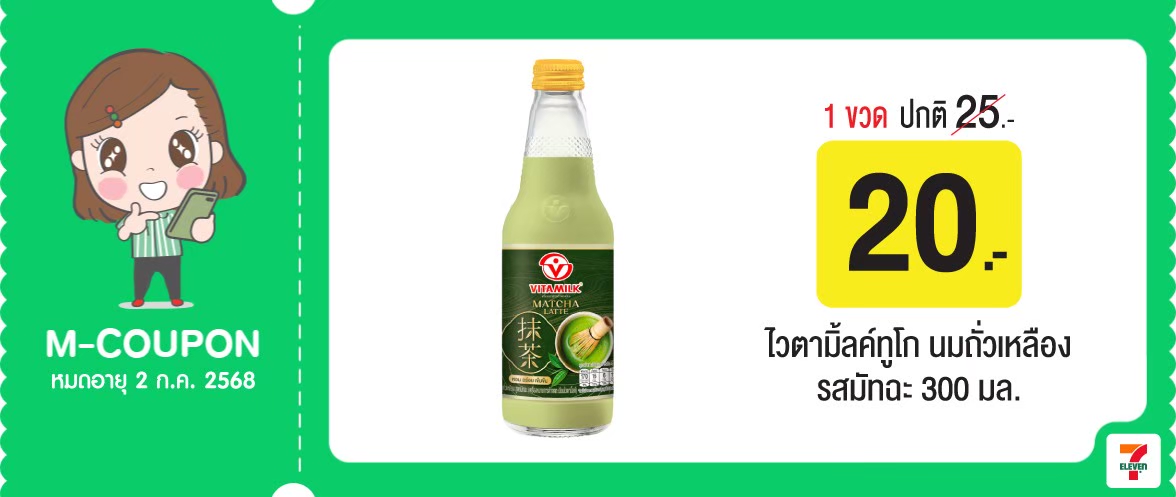 M-COUPON
หมดอายุ 2 ก.ค. 2568
VITAMILK
MATCHA
LATTE
抹
茶
1 ขวด ปกติ 25.-
20.-
ไวตามิ้ลค์ทูโก นมถั่วเหลือง
รสมัทฉะ 300 มล.
7
ELEVEN